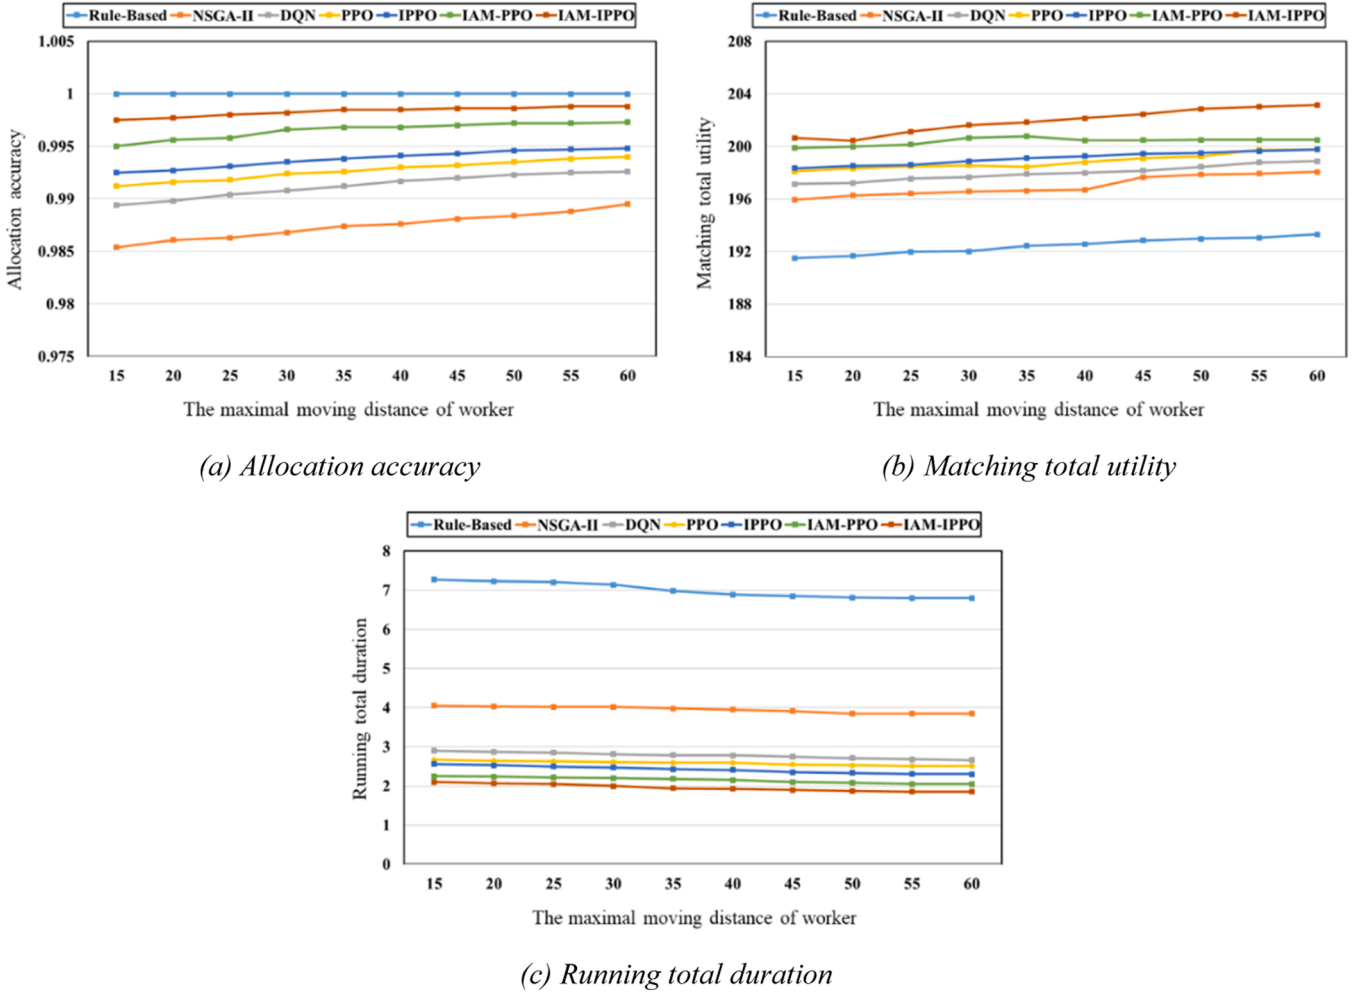 Rule-Based NSGA-II DQN PPO IPPO IAM-PPO IAM-IPPO
1.005
1
0.995
0.99
0.985
0.98
0.975
Allocation accuracy
15 20 25 30 35 40 45 50 55 60
The maximal moving distance of worker
(a) Allocation accuracy
Rule-Based NSGA-II DQN PPO IPPO IAM-PPO IAM-IPPO
208
204
200
196
192
188
184
Matching total utility
15 20 25 30 35 40 45 50 55 60
The maximal moving distance of worker
(b) Matching total utility
Rule-Based NSGA-II DQN PPO IPPO IAM-PPO IAM-IPPO
8
7
6
5
4
3
2
1
0
Running total duration
15 20 25 30 35 40 45 50 55 60
The maximal moving distance of worker
(c) Running total duration